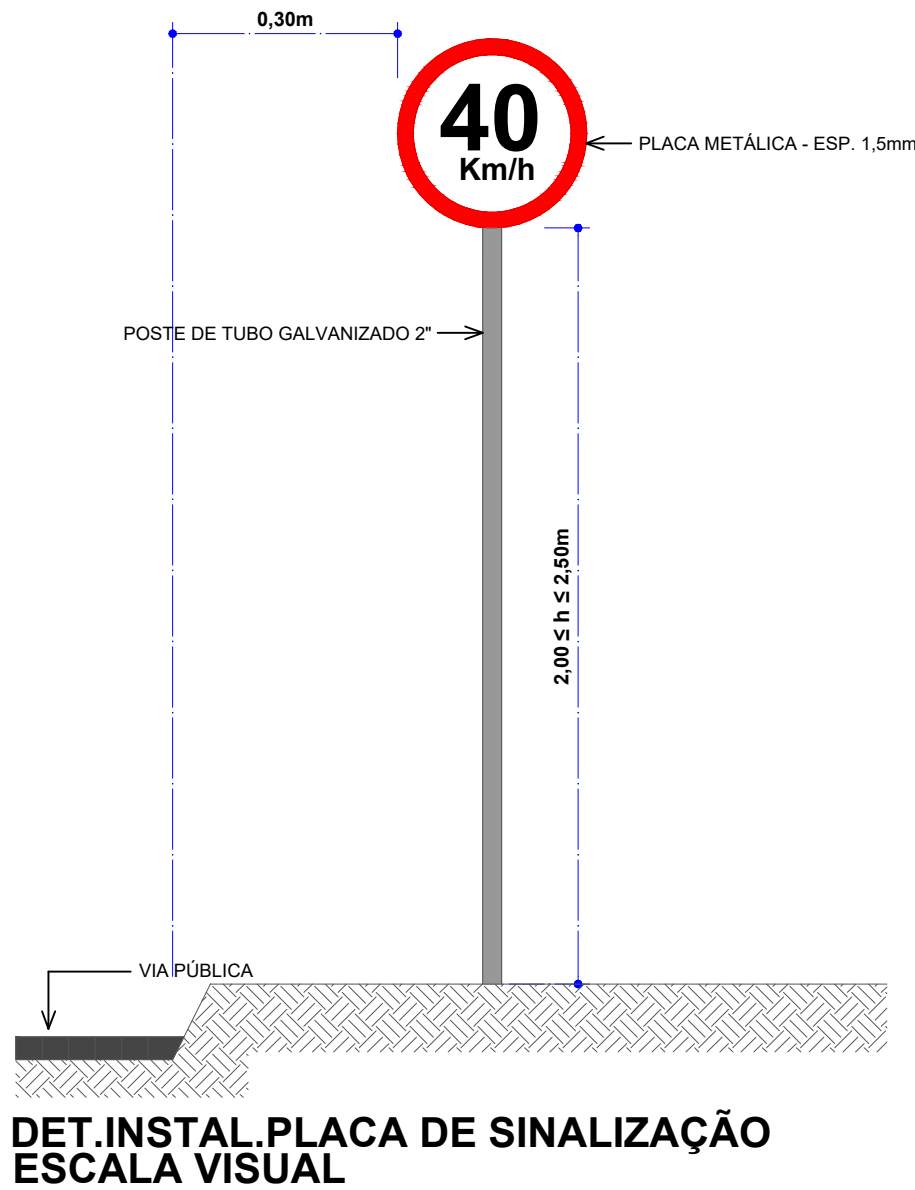 0,30m
40
Km/h
PLACA METÁLICA - ESP. 1,5mm
POSTE DE TUBO GALVANIZADO 2"
2,00 ≤ h ≤ 2,50m
VIA PÚBLICA
DET.INSTAL.PLACA DE SINALIZAÇÃO
ESCALA VISUAL